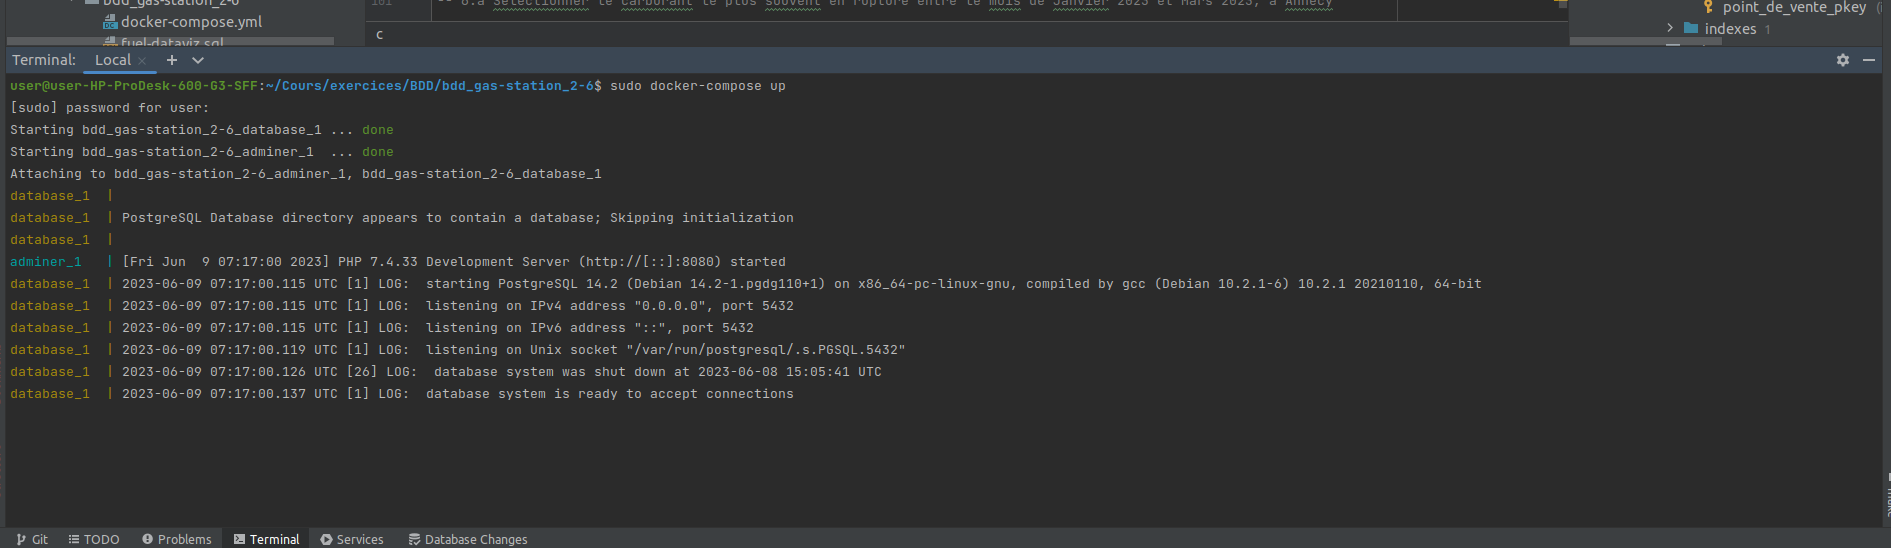 bdd_gas-station_2-6
docker-compose.yml
fuel-dataviz.sql
101 -- 8.a Sélectionner le carborant le plus souvent en rupture entre le mois de Janvier 2023 et Mars 2023, à Annecy
c
point_de_vente_pkey
indexes 1
Terminal: Local
user@user-HP-ProDesk-600-G3-SFF:~/Cours/exercices/BDD/bdd_gas-station_2-6$ sudo docker-compose up
[sudo] password for user:
Starting bdd_gas-station_2-6_database_1 ... done
Starting bdd_gas-station_2-6_adminer_1  ... done
Attaching to bdd_gas-station_2-6_adminer_1, bdd_gas-station_2-6_database_1
database_1  |
database_1  | PostgreSQL Database directory appears to contain a database; Skipping initialization
database_1  |
adminer_1   | [Fri Jun  9 07:17:00 2023] PHP 7.4.33 Development Server (http://[::]:8080) started
database_1  | 2023-06-09 07:17:00.115 UTC [1] LOG:  starting PostgreSQL 14.2 (Debian 14.2-1.pgdg110+1) on x86_64-pc-linux-gnu, compiled by gcc (Debian 10.2.1-6) 10.2.1 20210110, 64-bit
database_1  | 2023-06-09 07:17:00.115 UTC [1] LOG:  listening on IPv4 address "0.0.0.0", port 5432
database_1  | 2023-06-09 07:17:00.115 UTC [1] LOG:  listening on IPv6 address "::", port 5432
database_1  | 2023-06-09 07:17:00.119 UTC [1] LOG:  listening on Unix socket "/var/run/postgresql/.s.PGSQL.5432"
database_1  | 2023-06-09 07:17:00.126 UTC [26] LOG:  database system was shut down at 2023-06-08 15:05:41 UTC
database_1  | 2023-06-09 07:17:00.137 UTC [1] LOG:  database system is ready to accept connections
Git TODO Problems Terminal Services Database Changes